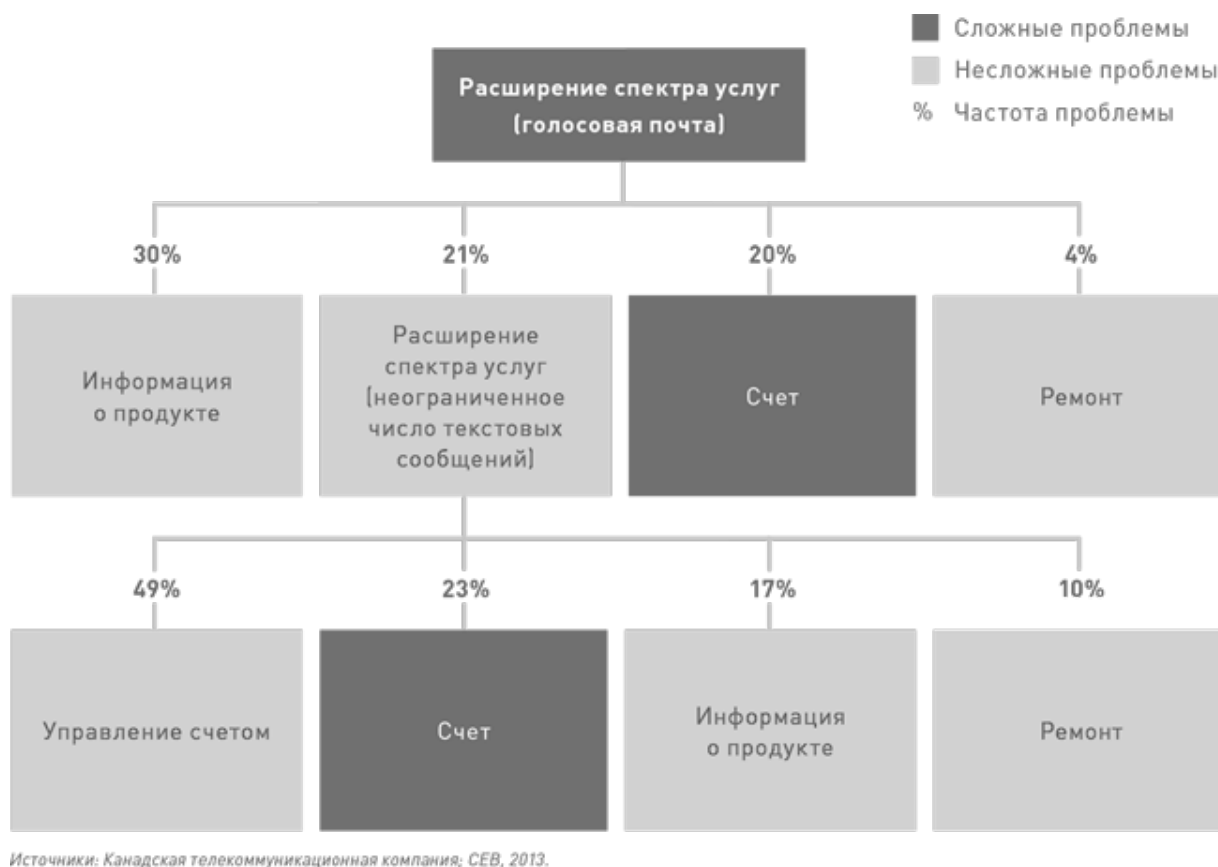 Сложные проблемы
Несложные проблемы
% Частота проблемы
Расширение спектра услуг
(голосовая почта)
30%
21%
20%
4%
Информация
о продукте
Расширение
спектра услуг
(неограниченное
число текстовых
сообщений)
Счет
Ремонт
49%
23%
17%
10%
Управление счетом
Счет
Информация
о продукте
Ремонт
Источники: Канадская телекоммуникационная компания; CEB, 2013.